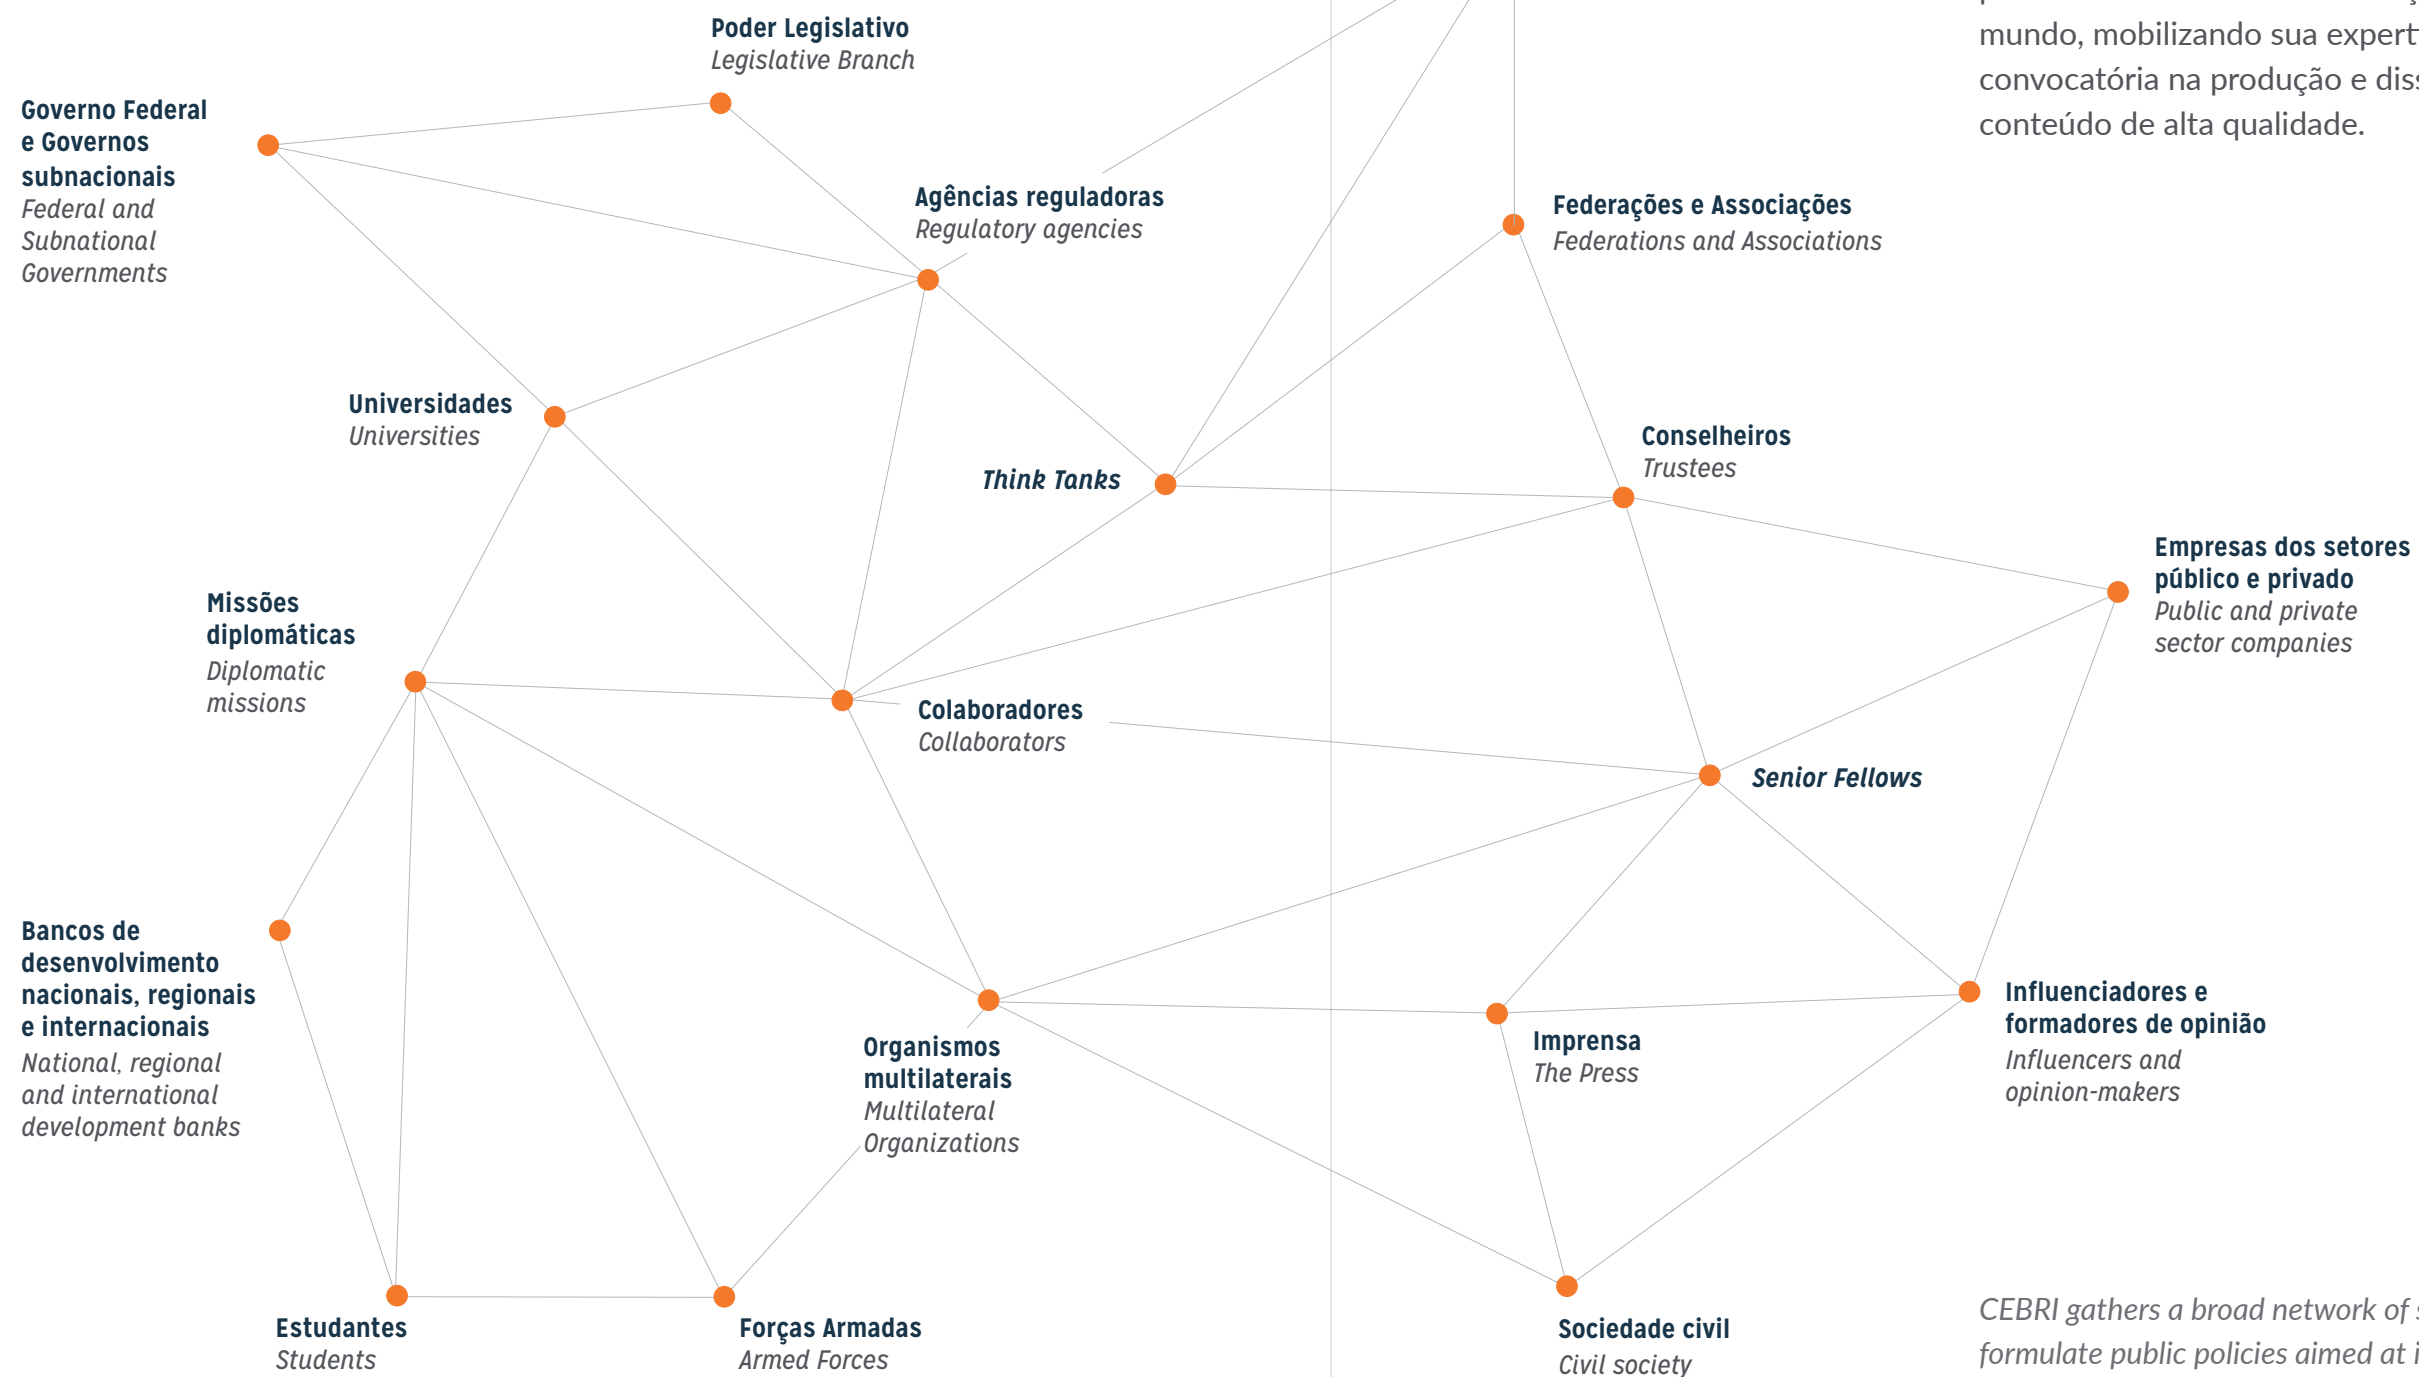 Poder Legislativo
Legislative Branch
Governo Federal
e Governos
subnacionais
Federal and
Subnational
Governments
Agências reguladoras
Regulatory agencies
Federações e Associações
Federations and Associations
mundo, mobilizando sua
convocatória na produção e
conteúdo de alta qualidade.
Universidades
Universities
Think Tanks
Conselheiros
Trustees
Empresas dos setores
público e privado
Public and private
sector companies
Missões
diplomáticas
Diplomatic
missions
Colaboradores
Collaborators
Senior Fellows
Bancos de
desenvolvimento
nacionais, regionais
e internacionais
National, regional
and international
development banks
Organismos
multilaterais
Multilateral
Organizations
Imprensa
The Press
Influenciadores e
formadores de opinião
Influencers and
opinion-makers
Estudantes
Students
Forças Armadas
Armed Forces
Sociedade civil
Civil society
CEBRI gathers a broad network of
formulate public policies aimed at